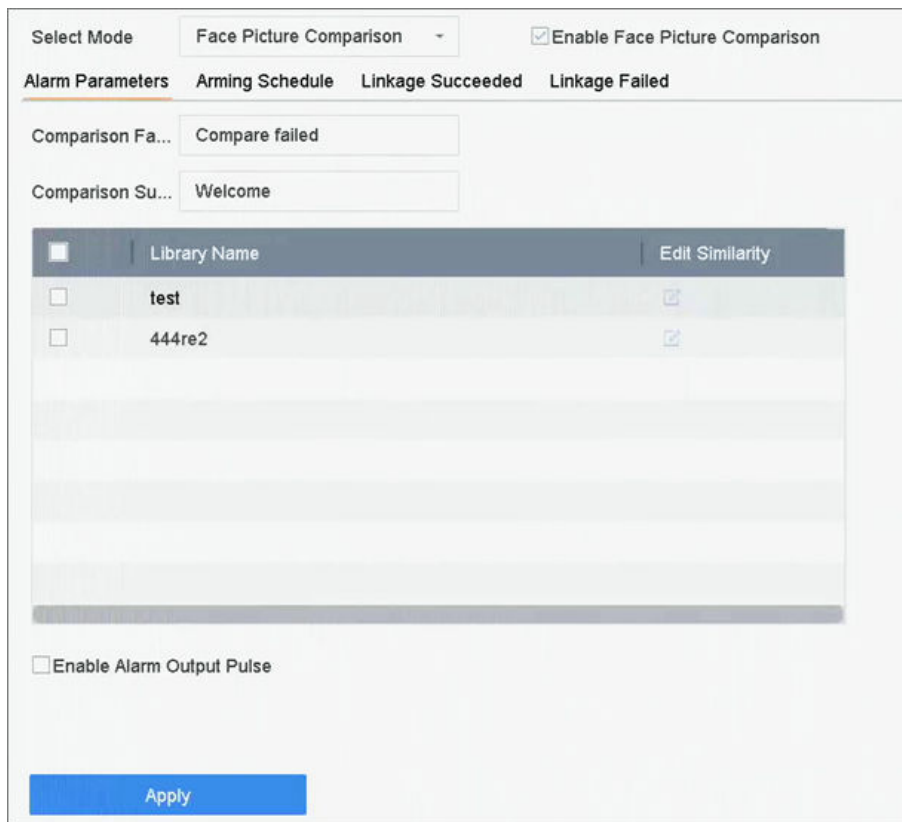 Select Mode Face Picture Comparison Enable Face Picture Comparison
Alarm Parameters Arming Schedule Linkage Succeeded Linkage Failed
Comparison Fa... Compare failed
Comparison Su... Welcome
Library Name Edit Similarity
test
444re2
Enable Alarm Output Pulse
Apply